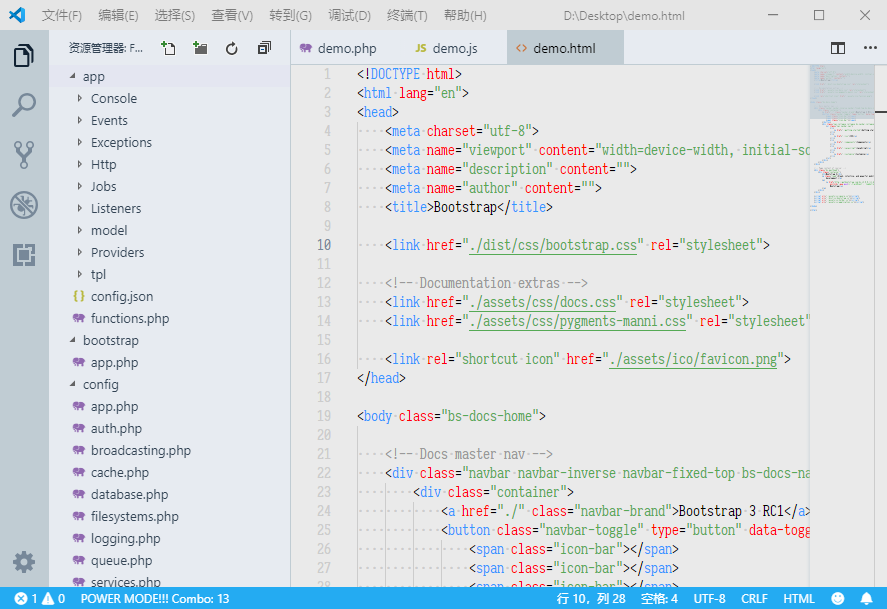 文件(F) 编辑(E) 选择(S) 查看(V) 转到(G) 调试(D) 终端(T) 帮助(H) D:\Desktop\demo.html
资源管理器: F...
app
Console
Events
Exceptions
Http
Jobs
Listeners
model
Providers
tpl
{} config.json
functions.php
bootstrap
app.php
config
app.php
auth.php
broadcasting.php
cache.php
database.php
filesystems.php
logging.php
queue.php
services.php
demo.php JS demo.js <> demo.html
1 <!DOCTYPE·html>
2 <html·lang="en">
3 <head>
4 ····<meta·charset="utf-8">
5 ····<meta·name="viewport"·content="width=device-width,·initial-sc
6 ····<meta·name="description"·content="">
7 ····<meta·name="author"·content="">
8 ····<title>Bootstrap</title>
9
10 ····<link·href="./dist/css/bootstrap.css"·rel="stylesheet">
11
12 ····<!--·Documentation·extras·-->
13 ····<link·href="./assets/css/docs.css"·rel="stylesheet">
14 ····<link·href="./assets/css/pygments-manni.css"·rel="stylesheet"
15
16 ····<link·rel="shortcut·icon"·href="./assets/ico/favicon.png">
17 </head>
18
19 <body·class="bs-docs-home">
20
21 ····<!--·Docs·master·nav·-->
22 ····<div·class="navbar·navbar-inverse·navbar-fixed-top·bs-docs-na
23 ········<div·class="container">
24 ············<a·href="./"·class="navbar-brand">Bootstrap·3·RC1</a>
25 ············<button·class="navbar-toggle"·type="button"·data-togg
26 ················<span·class="icon-bar"></span>
27 ················<span·class="icon-bar"></span>
28 ················<span·class="icon-bar"></span>
1 0 POWER MODE!!! Combo: 13 行 10，列 28 空格: 4 UTF-8 CRLF HTML